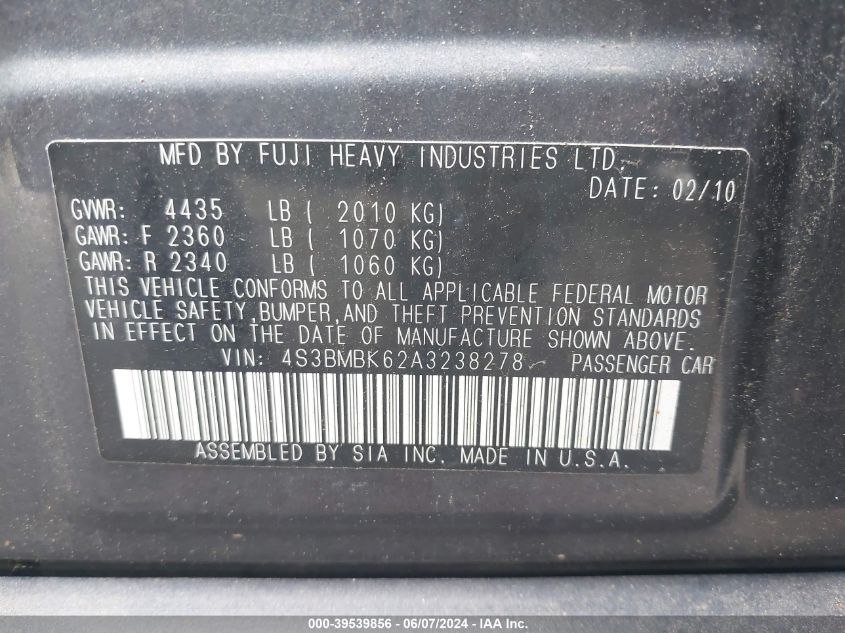 MFD BY FUJI HEAVY INDUSTRIES LTD.
DATE: 02/10
GVWR: 4435 LB ( 2010 KG)
GAWR: F 2360 LB ( 1070 KG)
GAWR: R 2340 LB ( 1060 KG)
THIS VEHICLE CONFORMS TO ALL APPLICABLE FEDERAL MOTOR
VEHICLE SAFETY,BUMPER,AND THEFT PREVENTION STANDARDS
IN EFFECT ON THE DATE OF MANUFACTURE SHOWN ABOVE.
VIN: 4S3BMBK62A3238278 PASSENGER CAR
ASSEMBLED BY SIA INC. MADE IN U.S.A.
000-39539856 - 06/07/2024 - IAA Inc.